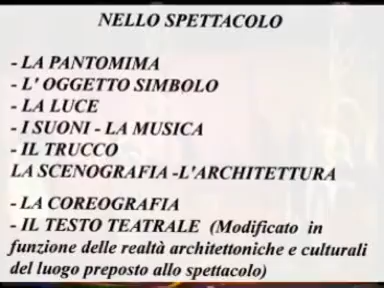 NELLO SPETTACOLO
- LA PANTOMIMA
- L' OGGETTO SIMBOLO
- LA LUCE
- I SUONI - LA MUSICA
- IL TRUCCO
LA SCENOGRAFIA -L'ARCHITETTURA
- LA COREOGRAFIA
- IL TESTO TEATRALE (Modificato in
funzione delle realtà architettoniche e culturali
del luogo preposto allo spettacolo)